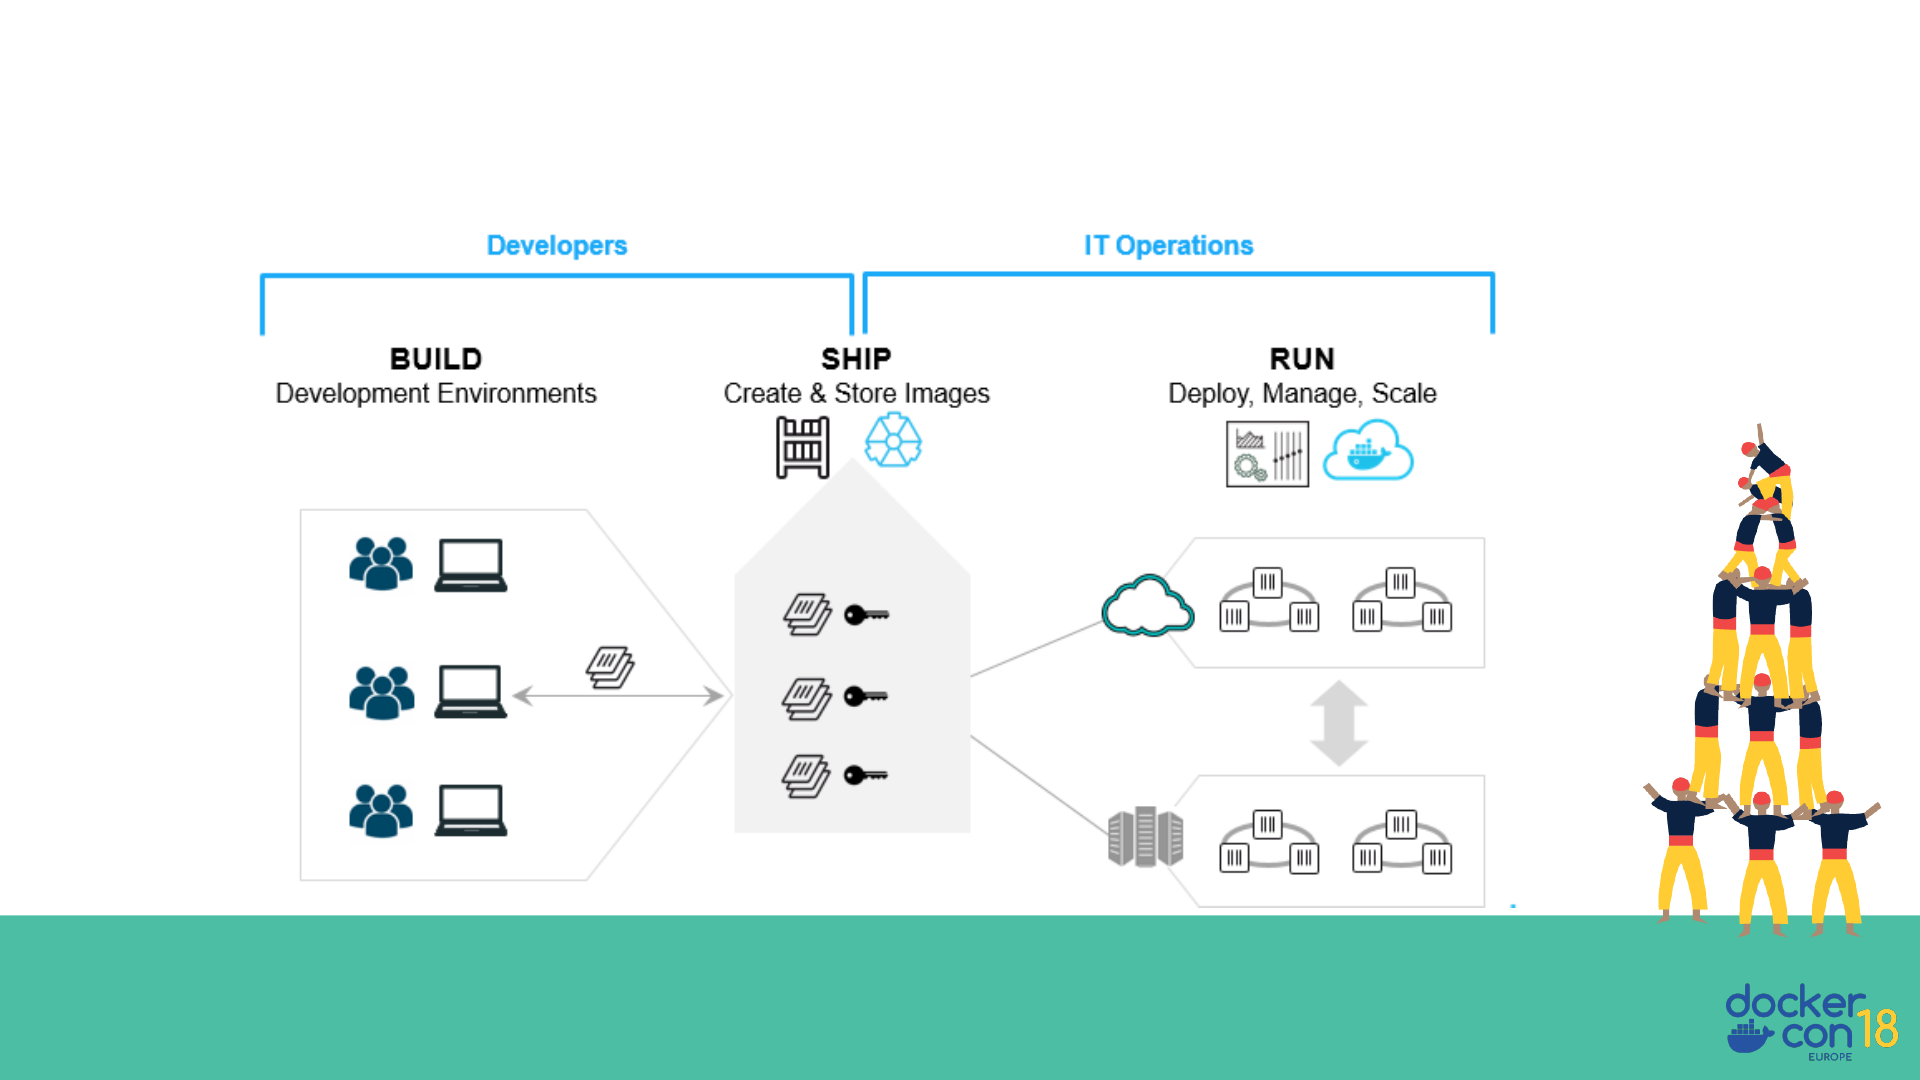 Developers
IT Operations
BUILD
Development Environments
SHIP
Create & Store Images
RUN
Deploy, Manage, Scale
docker
con 18
EUROPE